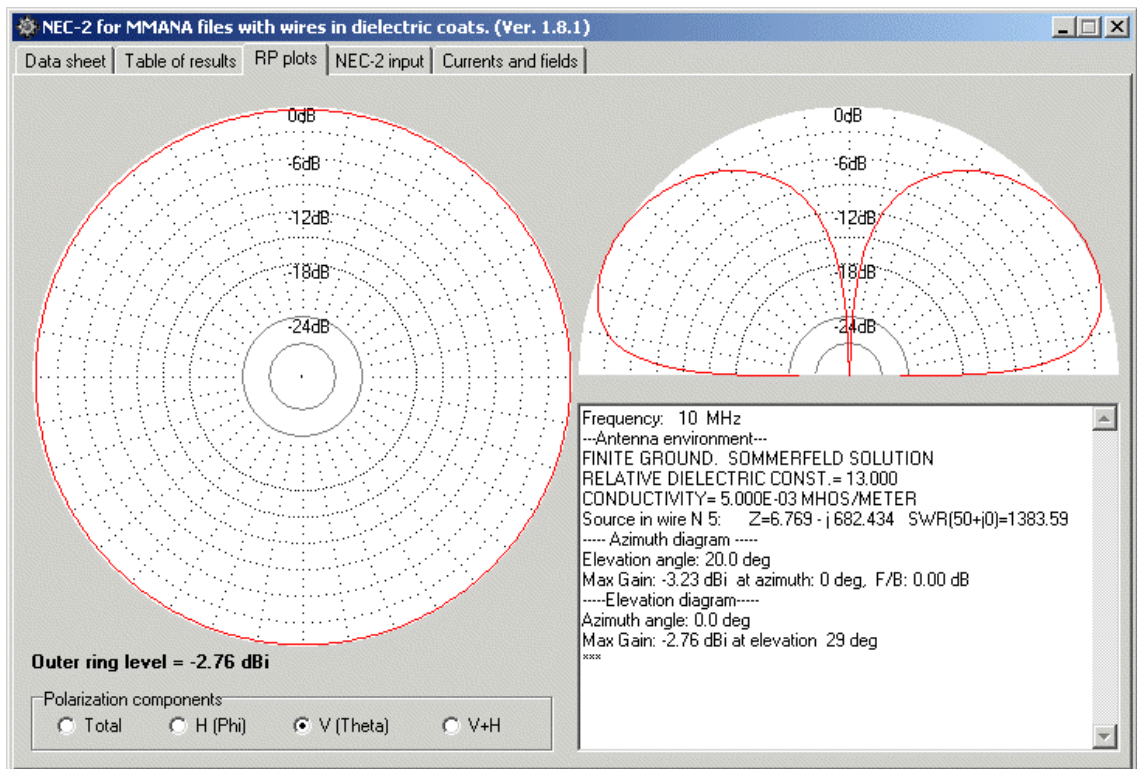 NEC-2 for MMANA files with wires in dielectric coats. (Ver. 1.8.1)
Data sheet Table of results RP plots NEC-2 input Currents and fields
0dB
-6dB
-12dB
-18dB
-24dB
0dB
-6dB
-12dB
-18dB
-24dB
Outer ring level = -2.76 dBi
Polarization components
Total H (Phi) V (Theta) V+H
Frequency: 10 MHz
---Antenna environment---
FINITE GROUND. SOMMERFELD SOLUTION
RELATIVE DIELECTRIC CONST.= 13.000
CONDUCTIVITY= 5.000E-03 MHOS/METER
Source in wire N 5: Z=6.769 - j 682.434 SWR(50+j0)=1383.59
----- Azimuth diagram -----
Elevation angle: 20.0 deg
Max Gain: -3.23 dBi at azimuth: 0 deg, F/B: 0.00 dB
-----Elevation diagram-----
Azimuth angle: 0.0 deg
Max Gain: -2.76 dBi at elevation 29 deg
***